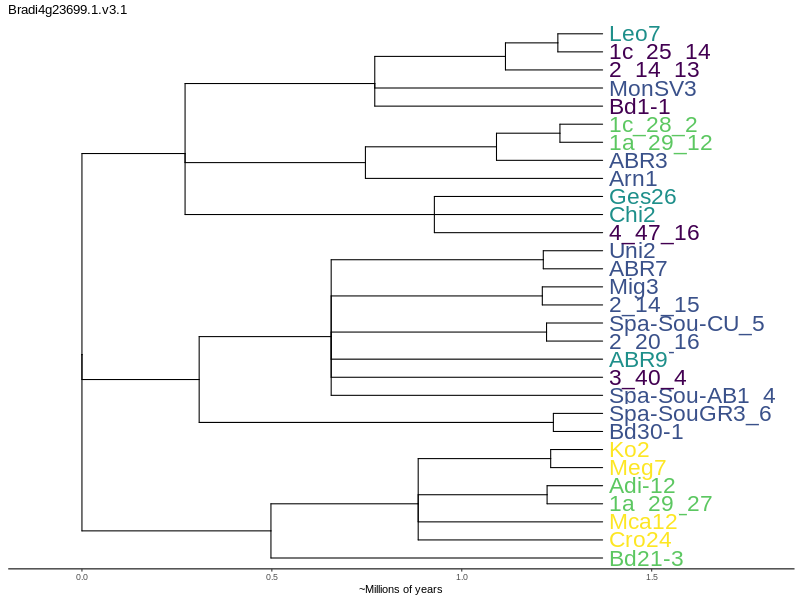 Bradi4g23699.1.v3.1
Leo7
1c_25_14
2_14_13
MonSV3
Bd1-1
1c_28_2
1a_29_12
ABR3
Arn1
Ges26
Chi2
4_47_16
Uni2
ABR7
Mig3
2_14_15
Spa-Sou-CU_5
2_20_16
ABR9
3_40_4
Spa-Sou-AB1_4
Spa-SouGR3_6
Bd30-1
Ko2
Meg7
Adi-12
1a_29_27
Mca12
Cro24
Bd21-3
0.0 0.5 1.0 1.5
~Millions of years